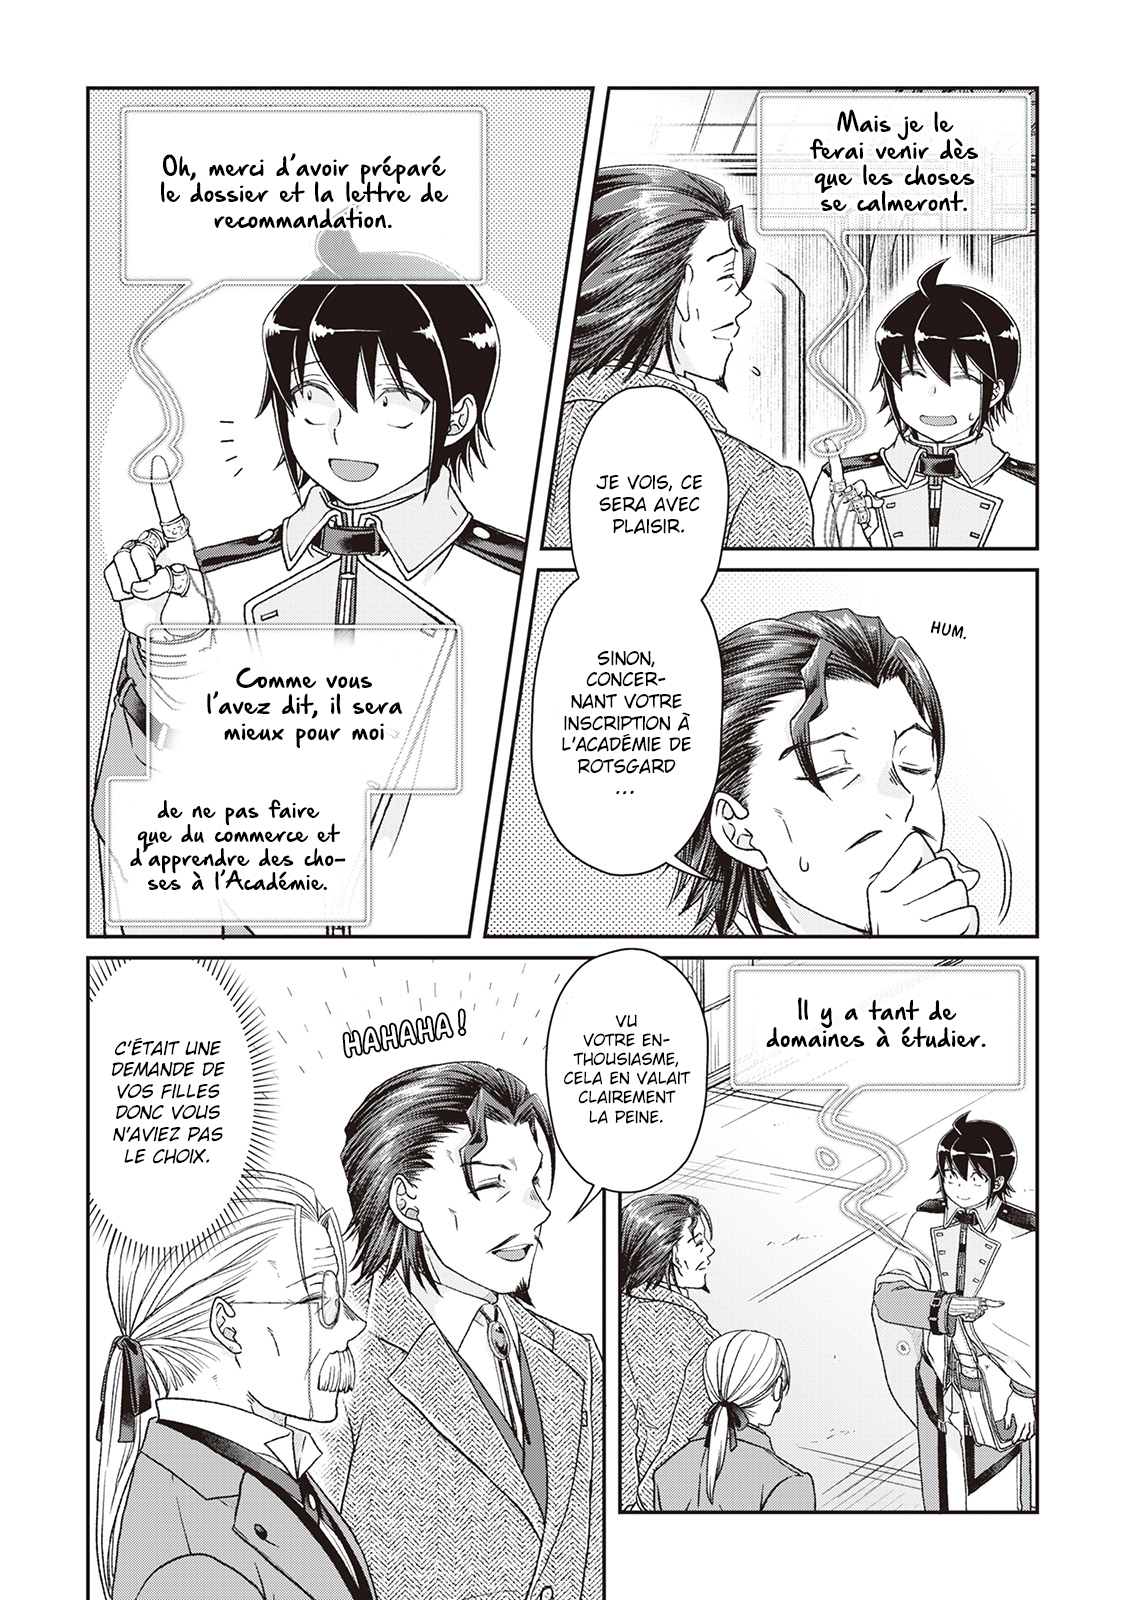 Mais je le
ferai venir dès
que les choses
se calmeront.
JE VOIS, CE
SERA AVEC
PLAISIR.
HUM.
SINON,
CONCER-
NANT VOTRE
INSCRIPTION À
L'ACADÉMIE DE
ROTSGARD
...
Oh, merci d'avoir préparé
le dossier et la lettre de
recommandation.
Comme vous
l'avez dit, il sera
mieux pour moi
de ne pas faire
que du commerce et
d'apprendre des cho-
ses à l'Académie.
Il y a tant de
domaines à étudier.
VU
VOTRE EN-
THOUSIASME,
CELA EN VALAIT
CLAIREMENT
LA PEINE.
HAHAHA!
C'ÉTAIT UNE
DEMANDE DE
VOS FILLES
DONC VOUS
N'AVIEZ PAS
LE CHOIX.